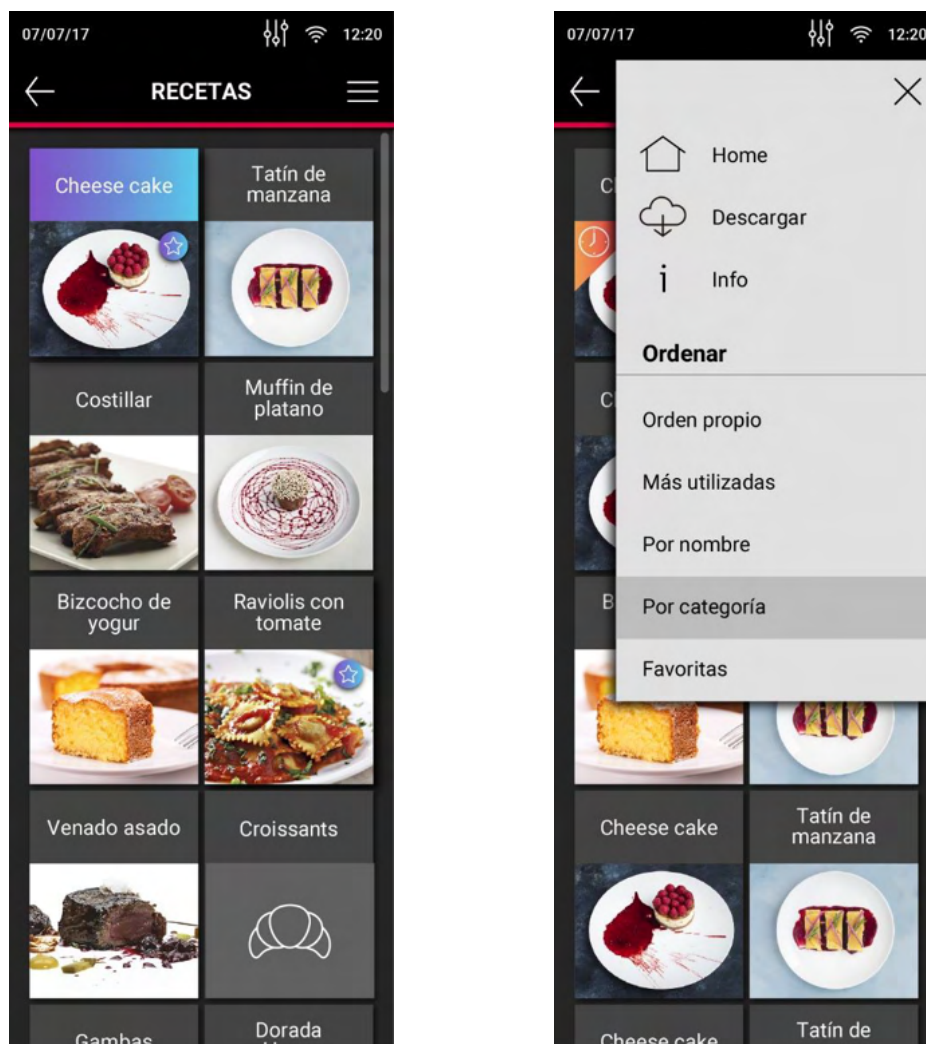 07/07/17 12:20
RECETAS
Cheese cake
Tatín de
manzana
Costillar
Muffin de
platano
Bizcocho de
yogur
Raviolis con
tomate
Venado asado
Croissants
Gambas
Dorada
07/07/17 12:20
Home
Descargar
i Info
Ordenar
Orden propio
Más utilizadas
Por nombre
Por categoría
Favoritas
Cheese cake
Tatín de
manzana
Cheese cake
Tatín de